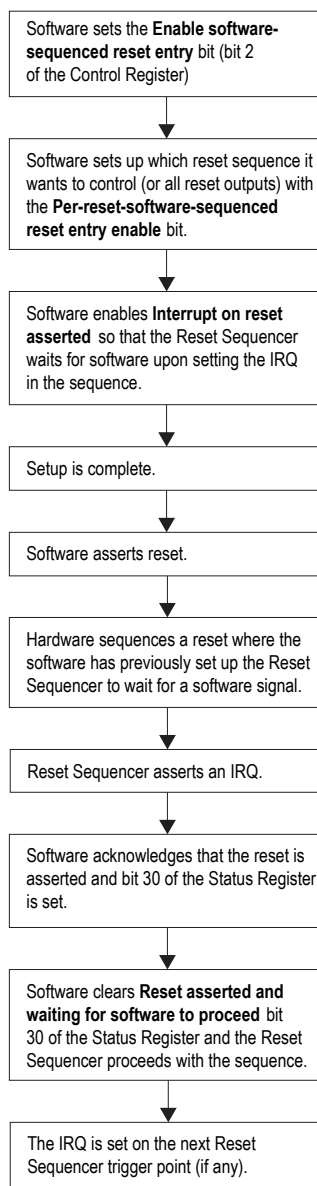 Software sets the Enable software-
sequenced reset entry bit (bit 2
of the Control Register)
Software sets up which reset sequence it
wants to control (or all reset outputs) with
the Per-reset-software-sequenced
reset entry enable bit.
Software enables Interrupt on reset
asserted so that the Reset Sequencer
waits for software upon setting the IRQ
in the sequence.
Setup is complete.
Software asserts reset.
Hardware sequences a reset where the
software has previously set up the Reset
Sequencer to wait for a software signal.
Reset Sequencer asserts an IRQ.
Software acknowledges that the reset is
asserted and bit 30 of the Status Register
is set.
Software clears Reset asserted and
waiting for software to proceed bit
30 of the Status Register and the Reset
Sequencer proceeds with the sequence.
The IRQ is set on the next Reset
Sequencer trigger point (if any).